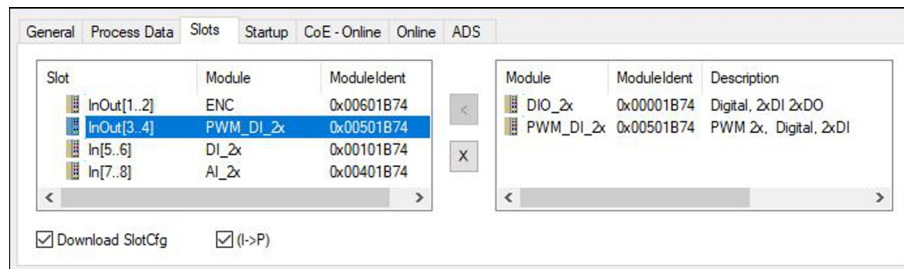 General Process Data Slots Startup CoE - Online Online ADS
Slot Module ModuleIdent
InOut[1..2] ENC 0x00601B74
InOut[3..4] PWM_DI_2x 0x00501B74
In[5..6] DI_2x 0x00101B74
In[7..8] AI_2x 0x00401B74
<
X
Module ModuleIdent Description
DIO_2x 0x00001B74 Digital, 2xDI 2xDO
PWM_DI_2x 0x00501B74 PWM 2x, Digital, 2xDI
Download SlotCfg (I->P)